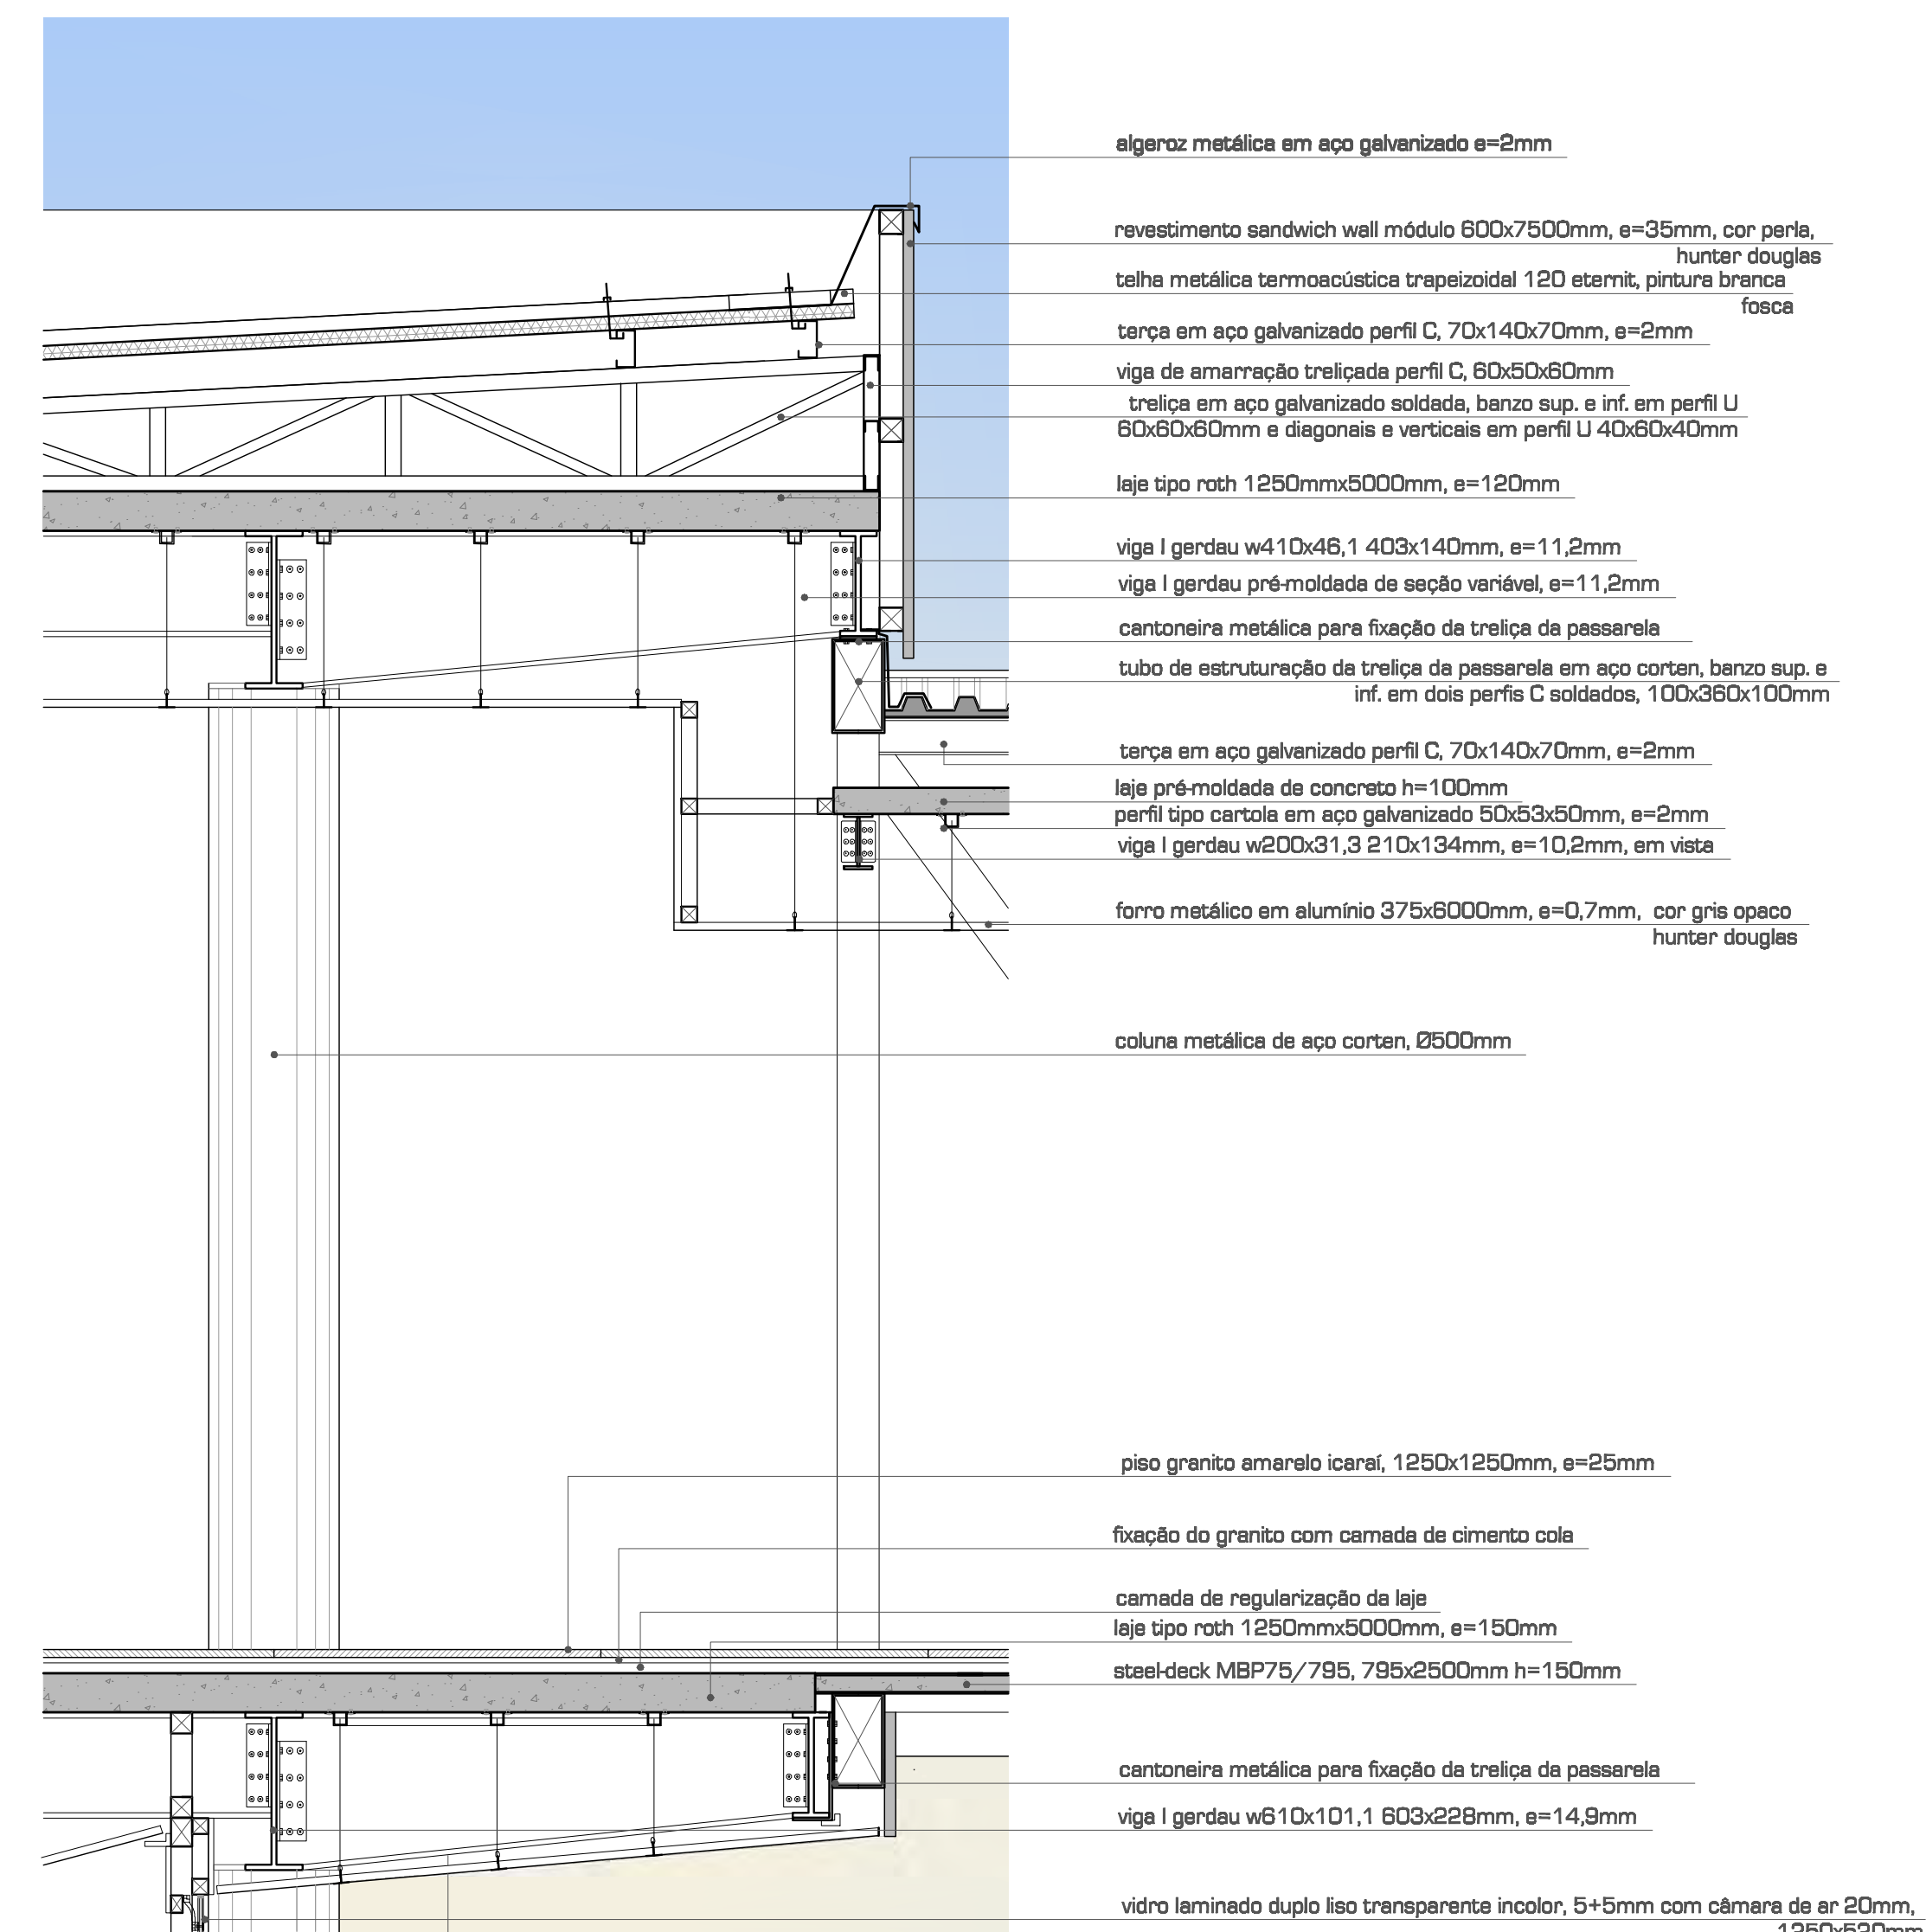 algeroz metálica em aço galvanizado e=2mm
revestimento sandwich wall módulo 600x7500mm, e=35mm, cor perla,
hunter douglas
telha metálica termoacústica trapeizoidal 120 eternit, pintura branca
fosca
terça em aço galvanizado perfil C, 70x140x70mm, e=2mm
viga de amarração treliçada perfil C, 60x50x60mm
treliça em aço galvanizado soldada, banzo sup. e inf. em perfil U
60x60x60mm e diagonais e verticais em perfil U 40x60x40mm
laje tipo roth 1250mmx5000mm, e=120mm
viga I gerdau w410x46,1 403x140mm, e=11,2mm
viga I gerdau pré-moldada de seção variável, e=11,2mm
cantoneira metálica para fixação da treliça da passarela
tubo de estruturação da treliça da passarela em aço corten, banzo sup. e
inf. em dois perfis C soldados, 100x360x100mm
terça em aço galvanizado perfil C, 70x140x70mm, e=2mm
laje pré-moldada de concreto h=100mm
perfil tipo cartola em aço galvanizado 50x53x50mm, e=2mm
viga I gerdau w200x31,3 210x134mm, e=10,2mm, em vista
forro metálico em alumínio 375x6000mm, e=0,7mm, cor gris opaco
hunter douglas
coluna metálica de aço corten, Ø500mm
piso granito amarelo icaraí, 1250x1250mm, e=25mm
fixação do granito com camada de cimento cola
camada de regularização da laje
laje tipo roth 1250mmx5000mm, e=150mm
steel-deck MBP75/795, 795x2500mm h=150mm
cantoneira metálica para fixação da treliça da passarela
viga I gerdau w610x101,1 603x228mm, e=14,9mm
vidro laminado duplo liso transparente incolor, 5+5mm com câmara de ar 20mm,
1250x520mm